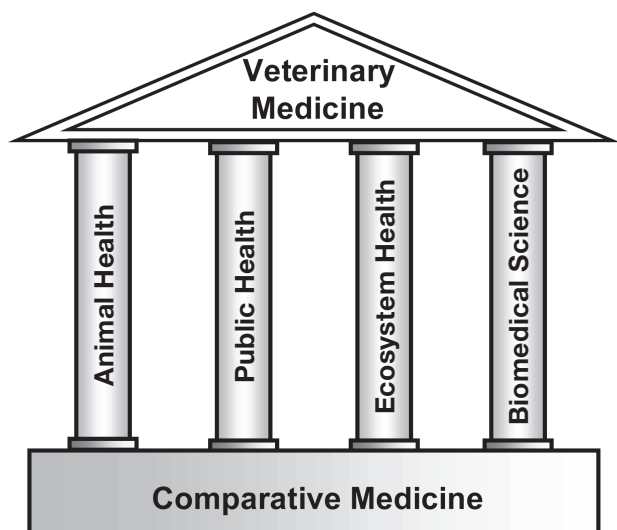 Veterinary
Medicine
Animal Health
Public Health
Ecosystem Health
Biomedical Science
Comparative Medicine